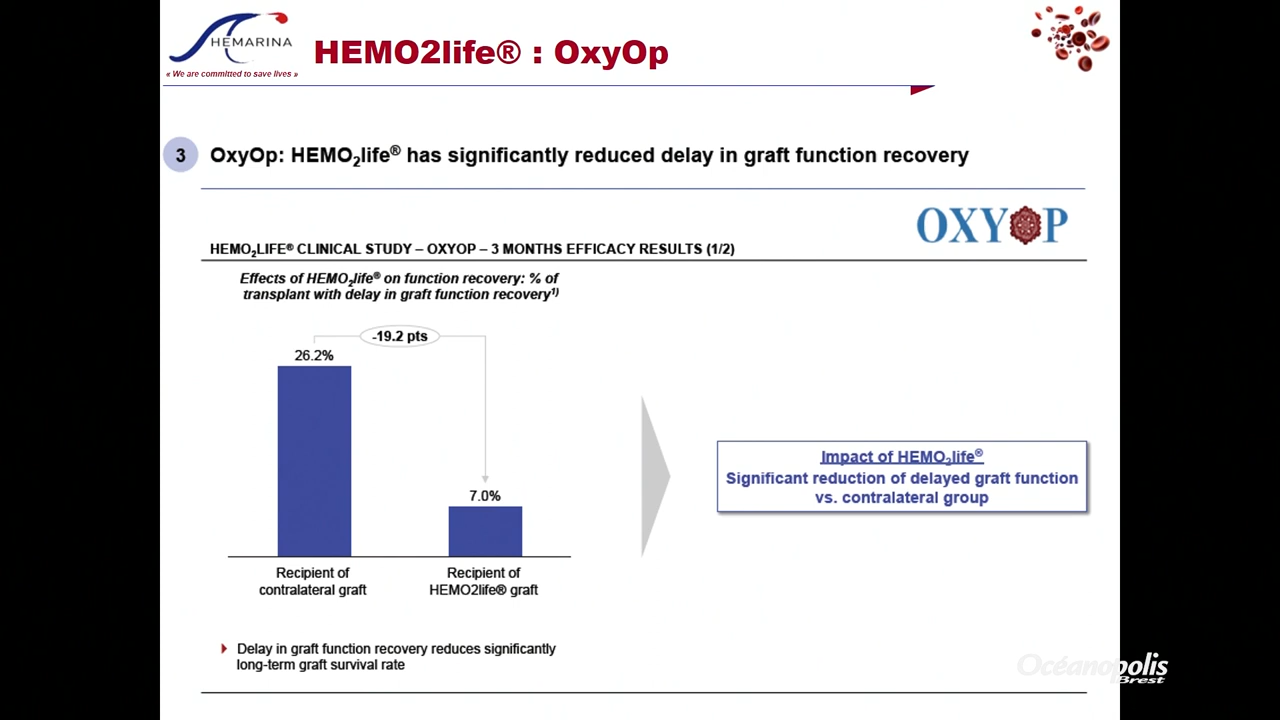 HEMARINA
« We are committed to save lives »
HEMO2life® : OxyOp
3
OxyOp: HEMO₂life® has significantly reduced delay in graft function recovery
OXYOP
HEMO₂LIFE® CLINICAL STUDY – OXYOP – 3 MONTHS EFFICACY RESULTS (1/2)
Effects of HEMO₂life® on function recovery: % of
transplant with delay in graft function recovery¹⁾
-19.2 pts
26.2%
7.0%
Recipient of
contralateral graft
Recipient of
HEMO2life® graft
Impact of HEMO₂life®
Significant reduction of delayed graft function
vs. contralateral group
Delay in graft function recovery reduces significantly
long-term graft survival rate
Océanopolis
Brest